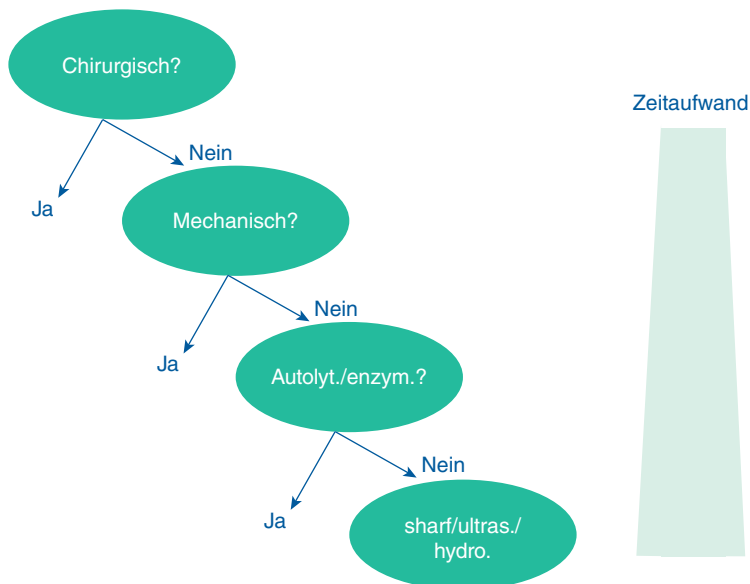 Chirurgisch?
Zeitaufwand
Nein
Ja
Mechanisch?
Nein
Ja
Autolyt./enzym.?
Nein
Ja
sharf/ultras./
hydro.